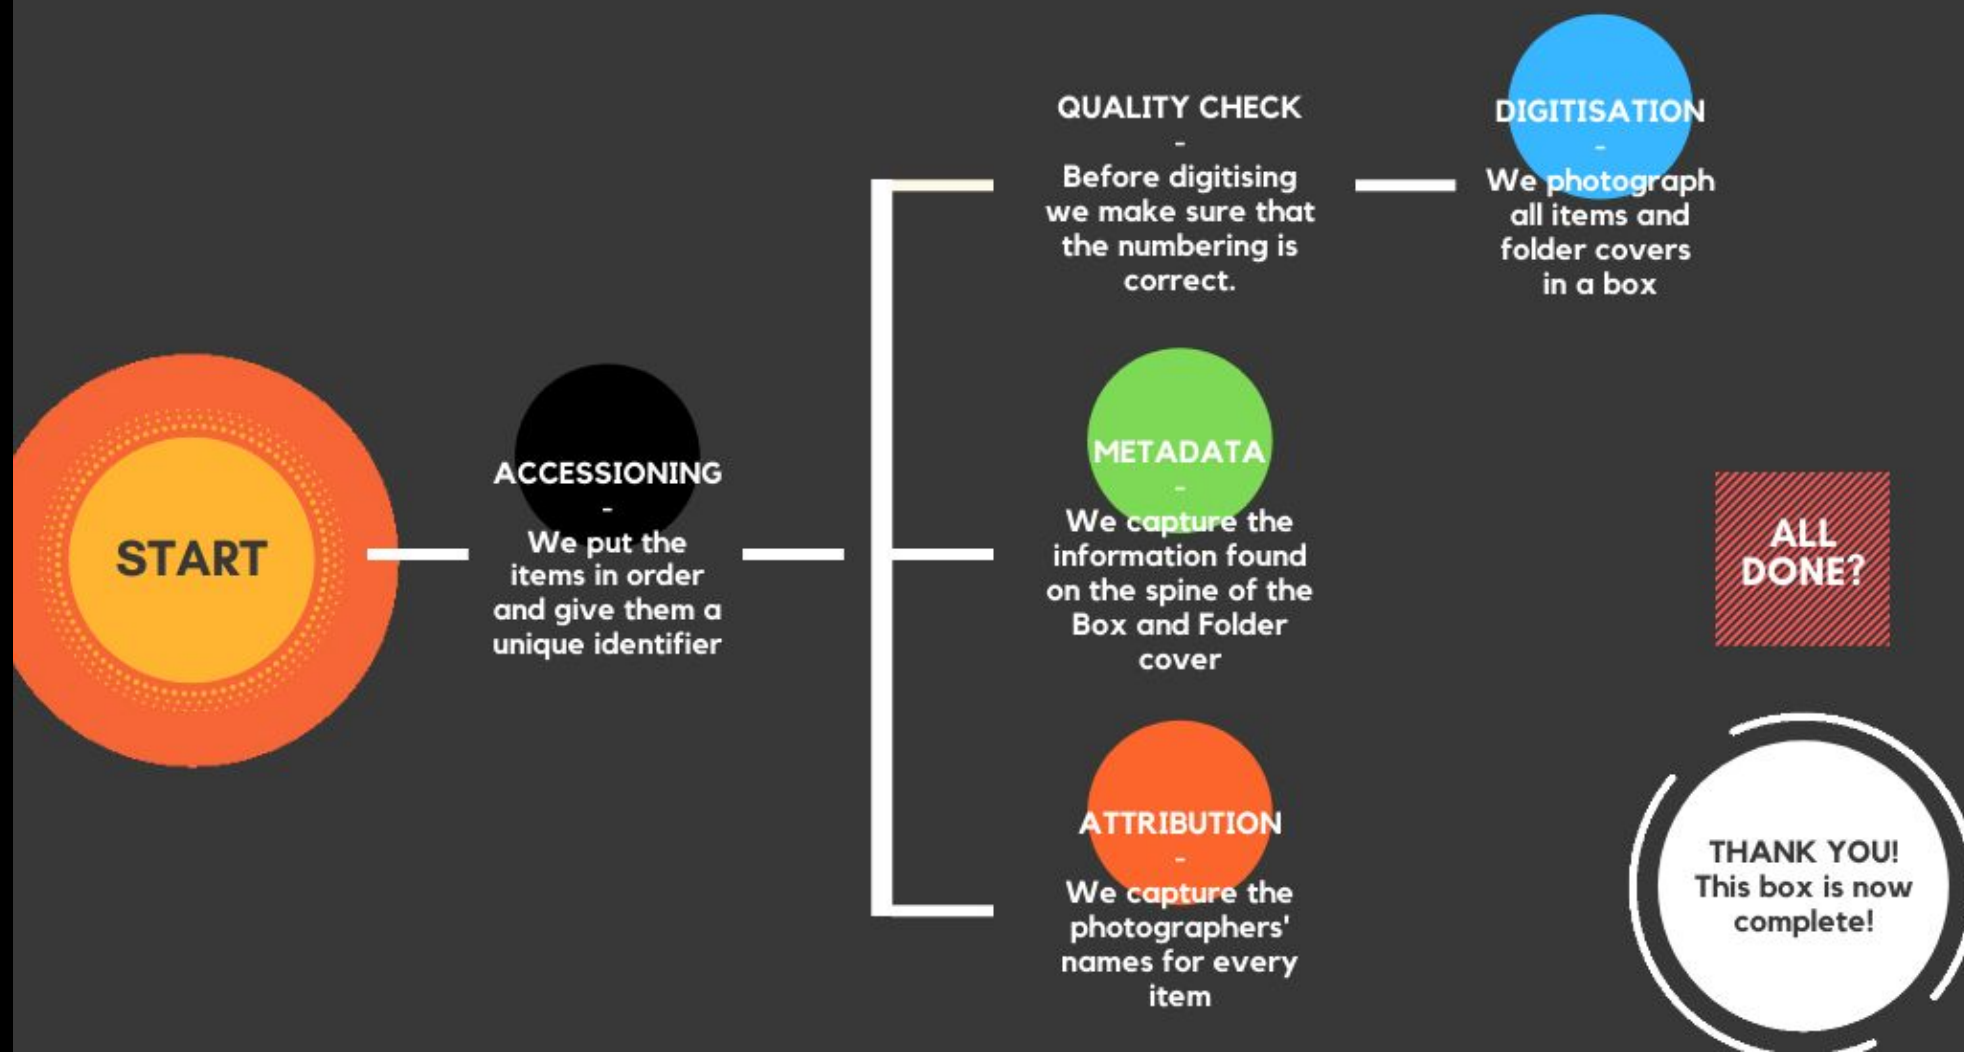 START
ACCESSIONING
-
We put the
items in order
and give them a
unique identifier
QUALITY CHECK
-
Before digitising
we make sure that
the numbering is
correct.
DIGITISATION
-
We photograph
all items and
folder covers
in a box
METADATA
-
We capture the
information found
on the spine of the
Box and Folder
cover
ATTRIBUTION
-
We capture the
photographers'
names for every
item
ALL
DONE?
THANK YOU!
This box is now
complete!